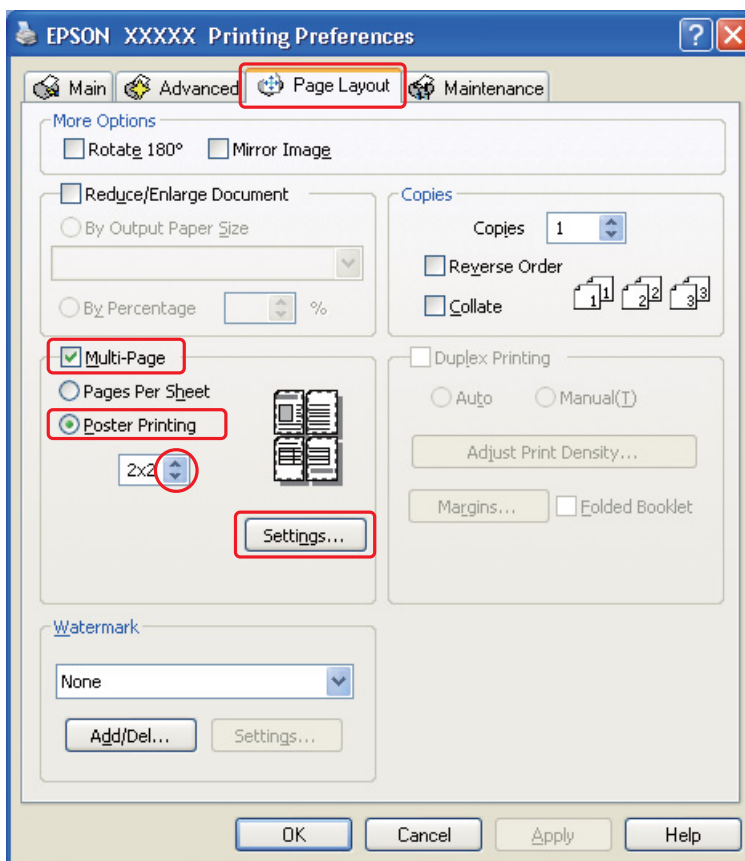 EPSON XXXXX Printing Preferences
?
Main
Advanced
Page Layout
Maintenance
More Options
Rotate 180°
Mirror Image
Reduce/Enlarge Document
By Output Paper Size
By Percentage
%
Copies
Copies
1
Reverse Order
Collate
1 1 2 2 3 3
Multi-Page
Pages Per Sheet
Poster Printing
2x2
Settings...
Duplex Printing
Auto
Manual(T)
Adjust Print Density...
Margins...
Folded Booklet
Watermark
None
Add/Del...
Settings...
OK
Cancel
Apply
Help